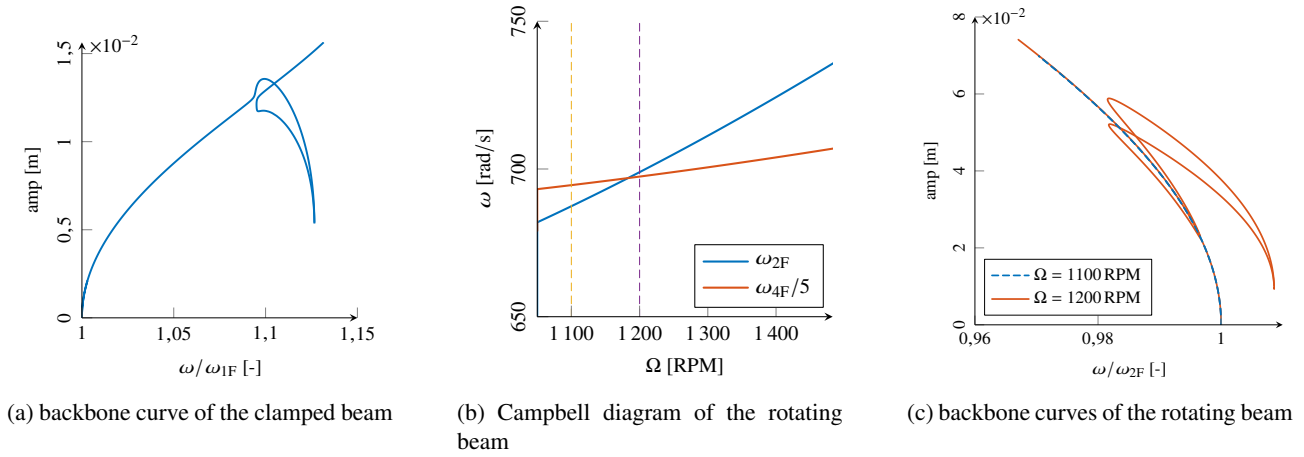 ·10⁻²
1,5
1
0,5
0
amp [m]
1
1,05
1,1
1,15
ω/ω1F [-]
(a) backbone curve of the clamped beam
750
700
650
ω [rad/s]
ω2F
ω4F/5
1 100
1 200
1 300
1 400
Ω [RPM]
(b) Campbell diagram of the rotating
beam
·10⁻²
8
6
4
2
0
amp [m]
Ω = 1100 RPM
Ω = 1200 RPM
0,96
0,98
1
ω/ω2F [-]
(c) backbone curves of the rotating beam